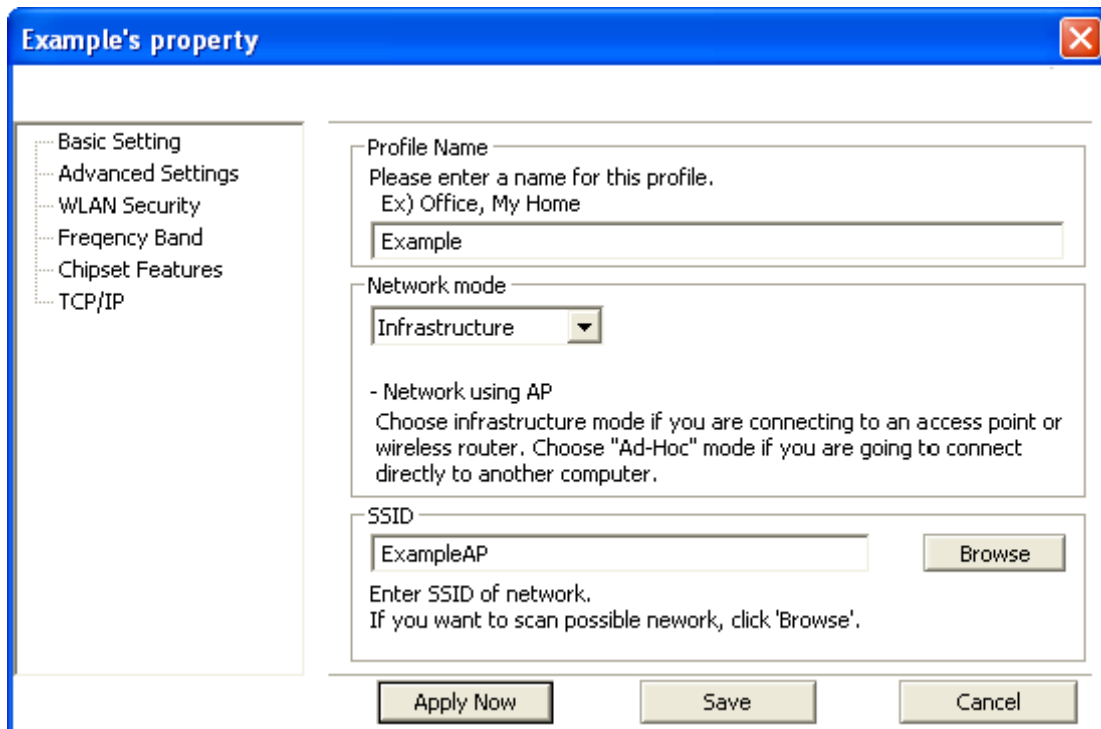 Example's property
Basic Setting
Advanced Settings
WLAN Security
Freqency Band
Chipset Features
TCP/IP
Profile Name
Please enter a name for this profile.
Ex) Office, My Home
Example
Network mode
Infrastructure
- Network using AP
Choose infrastructure mode if you are connecting to an access point or
wireless router. Choose "Ad-Hoc" mode if you are going to connect
directly to another computer.
SSID
ExampleAP
Browse
Enter SSID of network.
If you want to scan possible nework, click 'Browse'.
Apply Now
Save
Cancel